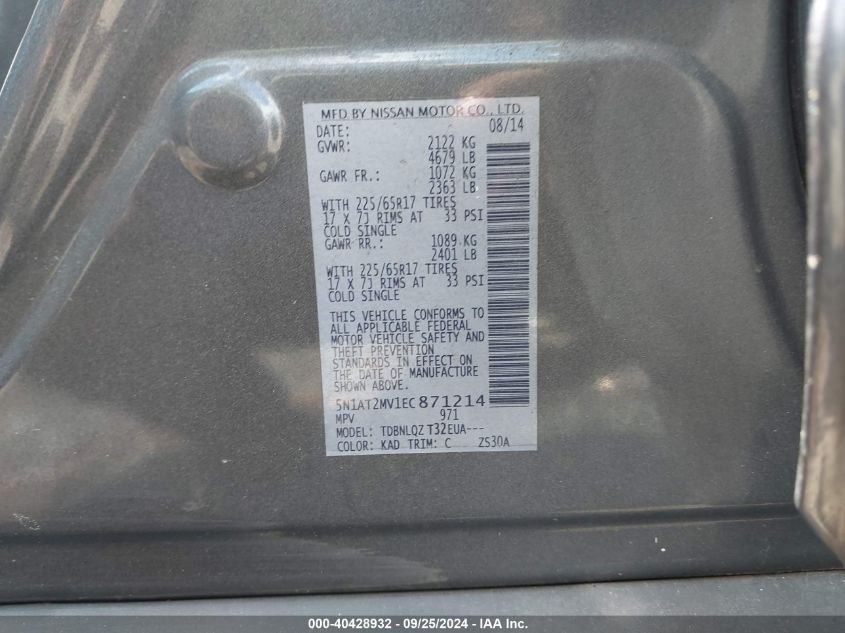 MFD BY NISSAN MOTOR CO., LTD.
DATE: 08/14
GVWR: 2122 KG
4679 LB
GAWR FR.: 1072 KG
2363 LB
WITH 225/65R17 TIRES
17 X 7J RIMS AT 33 PSI
COLD SINGLE
GAWR RR.: 1089 KG
2401 LB
WITH 225/65R17 TIRES
17 X 7J RIMS AT 33 PSI
COLD SINGLE
THIS VEHICLE CONFORMS TO
ALL APPLICABLE FEDERAL
MOTOR VEHICLE SAFETY AND
THEFT PREVENTION
STANDARDS IN EFFECT ON
THE DATE OF MANUFACTURE
SHOWN ABOVE.
5N1AT2MV1EC871214
MPV 971
MODEL: TDBNLQZ T32EUA---
COLOR: KAD TRIM: C ZS30A
000-40428932 - 09/25/2024 - IAA Inc.